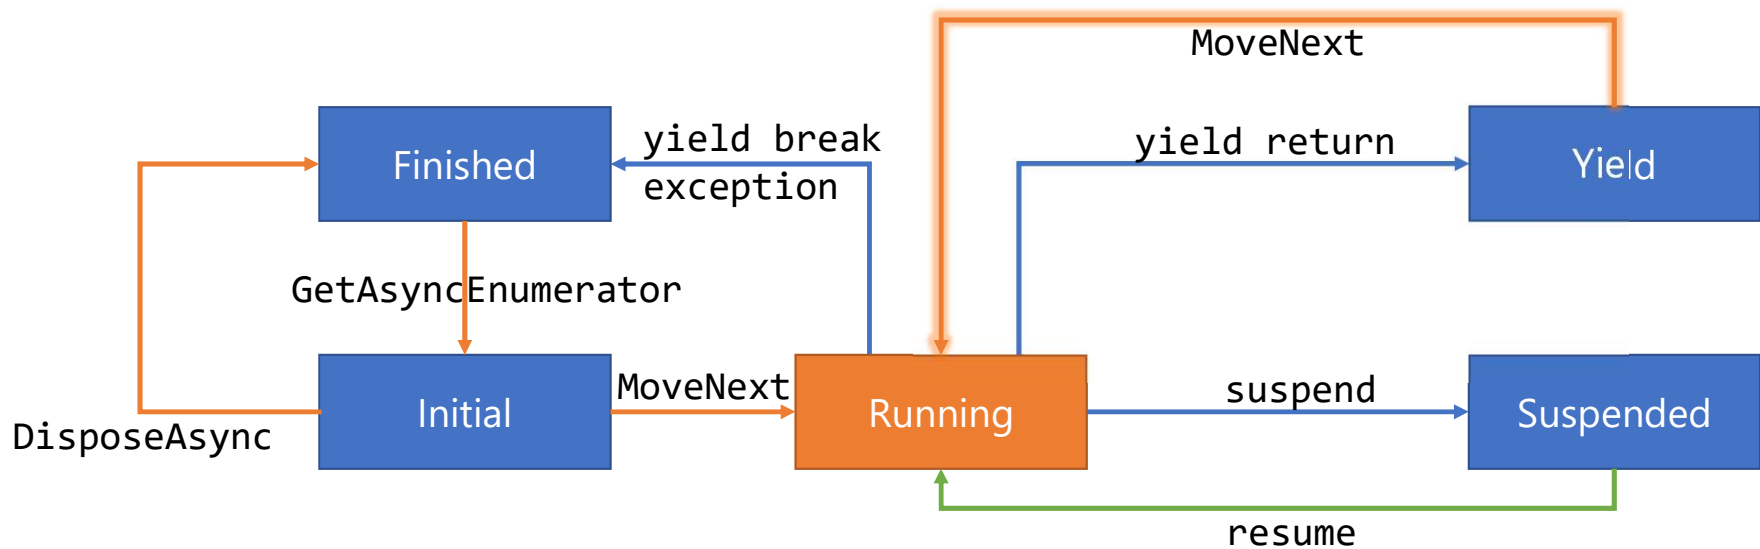 MoveNext
Finished
yield break
exception
yield return
Yield
GetAsyncEnumerator
Initial
MoveNext
Running
suspend
Suspended
DisposeAsync
resume